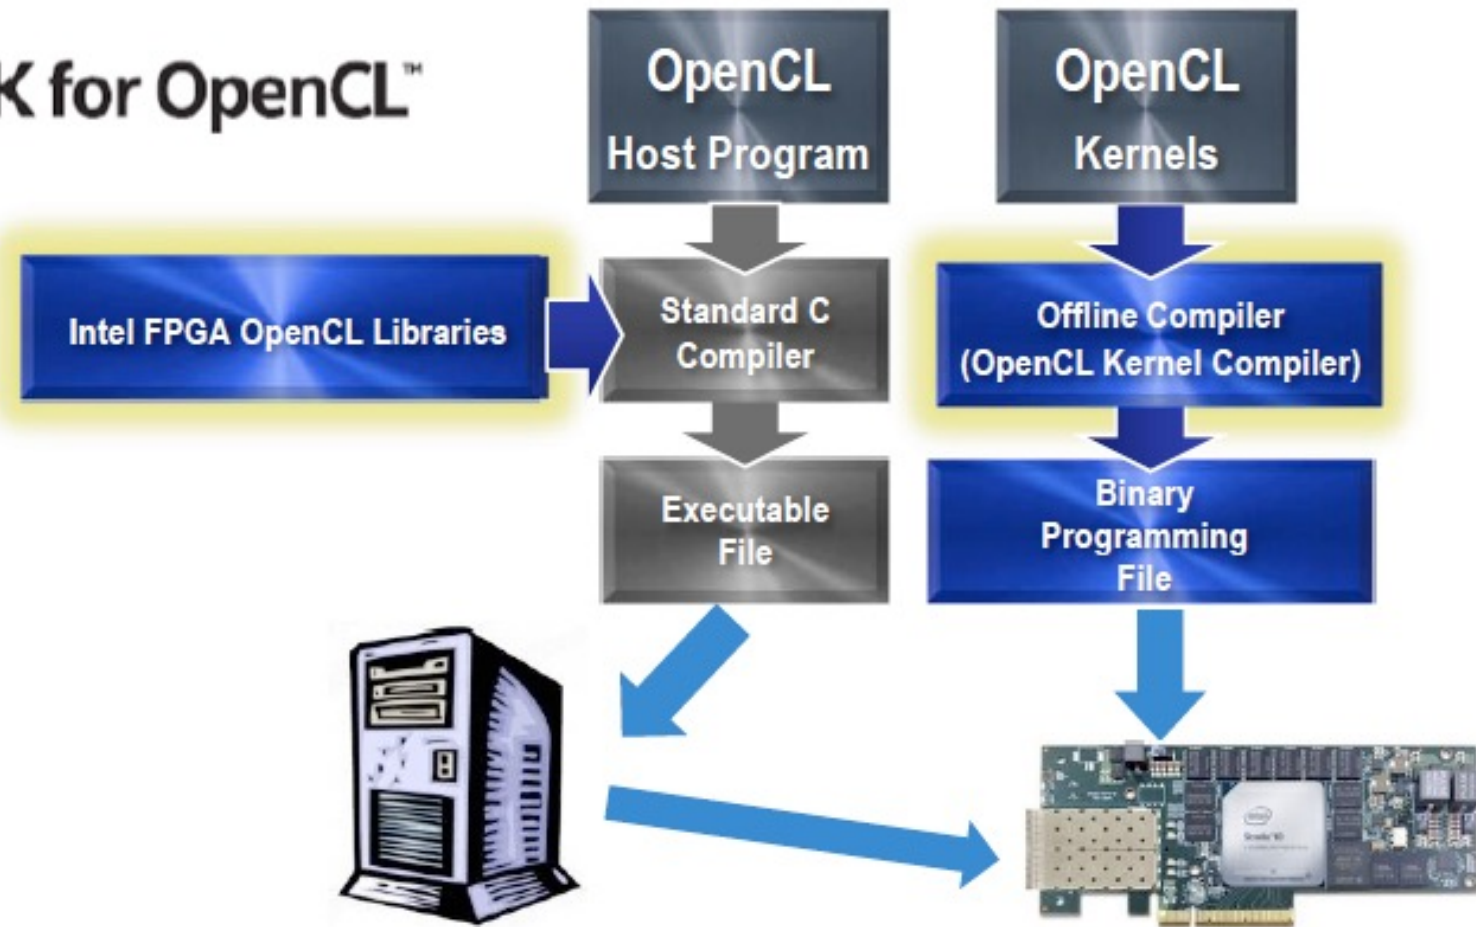 K for OpenCL™
OpenCL
Host Program
OpenCL
Kernels
Intel FPGA OpenCL Libraries
Standard C
Compiler
Offline Compiler
(OpenCL Kernel Compiler)
Executable
File
Binary
Programming
File